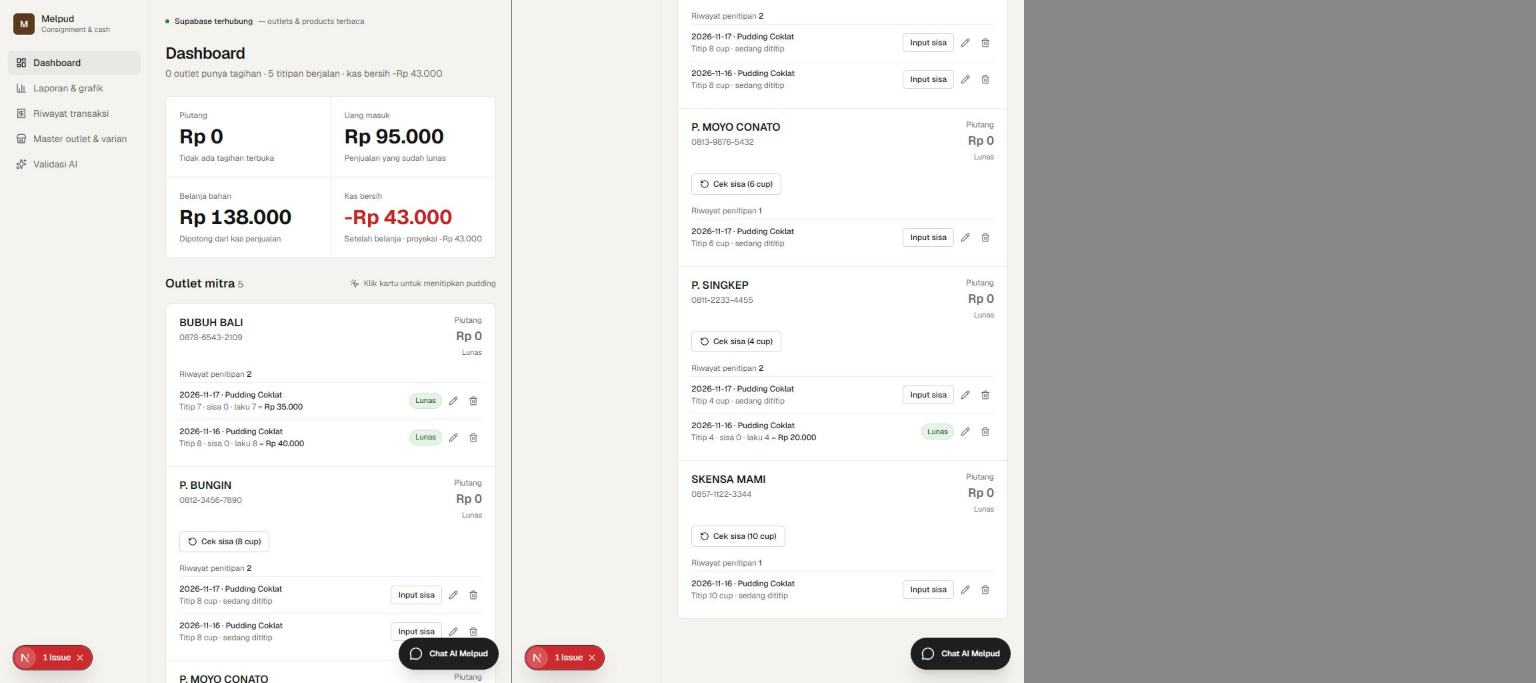 M
Melpud
Consignment & cash
Dashboard
Laporan & grafik
Riwayat transaksi
Master outlet & varian
Validasi AI
N 1 Issue
Supabase terhubung — outlets & products terbaca
Dashboard
0 outlet punya tagihan · 5 titipan berjalan · kas bersih -Rp 43.000
Piutang
Rp 0
Tidak ada tagihan terbuka
Uang masuk
Rp 95.000
Penjualan yang sudah lunas
Belanja bahan
Rp 138.000
Dipotong dari kas penjualan
Kas bersih
-Rp 43.000
Setelah belanja · proyeksi -Rp 43.000
Outlet mitra 5
Klik kartu untuk menitipkan pudding
BUBUH BALI
0878-6543-2109
Piutang
Rp 0
Lunas
Riwayat penitipan 2
2026-11-17 · Pudding Coklat
Titip 7 · sisa 0 · laku 7 = Rp 35.000
Lunas
2026-11-16 · Pudding Coklat
Titip 8 · sisa 0 · laku 8 = Rp 40.000
Lunas
P. BUNGIN
0812-3456-7890
Piutang
Rp 0
Lunas
Cek sisa (8 cup)
Riwayat penitipan 2
2026-11-17 · Pudding Coklat
Titip 8 cup · sedang dititip
Input sisa
2026-11-16 · Pudding Coklat
Titip 8 cup · sedang dititip
Input sisa
Chat AI Melpud
P. MOYO CONATO
Piutang
Riwayat penitipan 2
2026-11-17 · Pudding Coklat
Titip 8 cup · sedang dititip
Input sisa
2026-11-16 · Pudding Coklat
Titip 8 cup · sedang dititip
Input sisa
P. MOYO CONATO
0813-9876-5432
Piutang
Rp 0
Lunas
Cek sisa (6 cup)
Riwayat penitipan 1
2026-11-17 · Pudding Coklat
Titip 6 cup · sedang dititip
Input sisa
P. SINGKEP
0811-2233-4455
Piutang
Rp 0
Lunas
Cek sisa (4 cup)
Riwayat penitipan 2
2026-11-17 · Pudding Coklat
Titip 4 cup · sedang dititip
Input sisa
2026-11-16 · Pudding Coklat
Titip 4 · sisa 0 · laku 4 = Rp 20.000
Lunas
SKENSA MAMI
0857-1122-3344
Piutang
Rp 0
Lunas
Cek sisa (10 cup)
Riwayat penitipan 1
2026-11-16 · Pudding Coklat
Titip 10 cup · sedang dititip
Input sisa
N 1 Issue
Chat AI Melpud